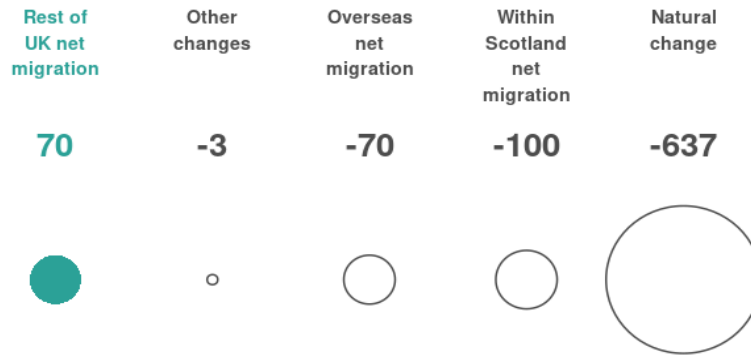 Rest of
UK net
migration
Other
changes
Overseas
net
migration
Within
Scotland
net
migration
Natural
change
70
-3
-70
-100
-637